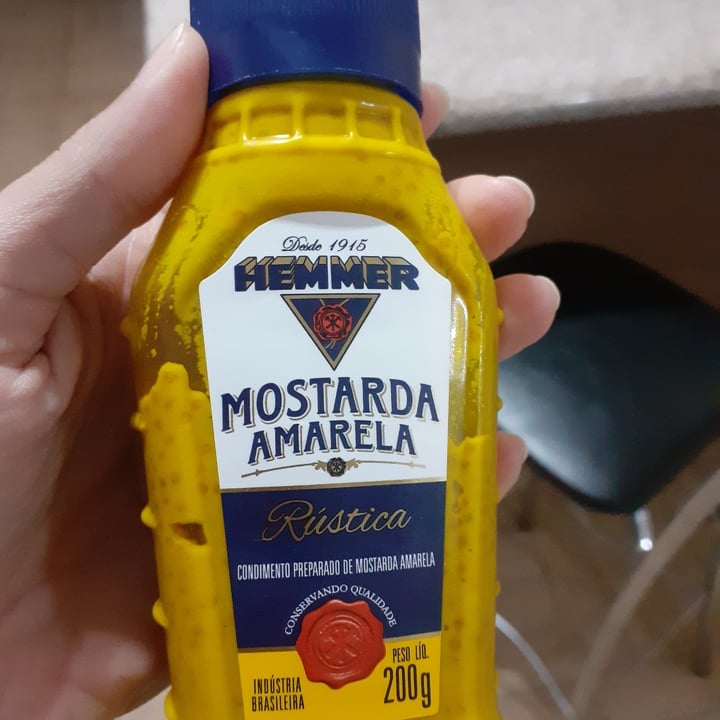 Desde 1915
HEMMER
MOSTARDA
AMARELA
Rústica
CONDIMENTO PREPARADO DE MOSTARDA AMARELA
CONSERVANDO QUALIDADE
INDÚSTRIA
BRASILEIRA
PESO LÍQ.
200g